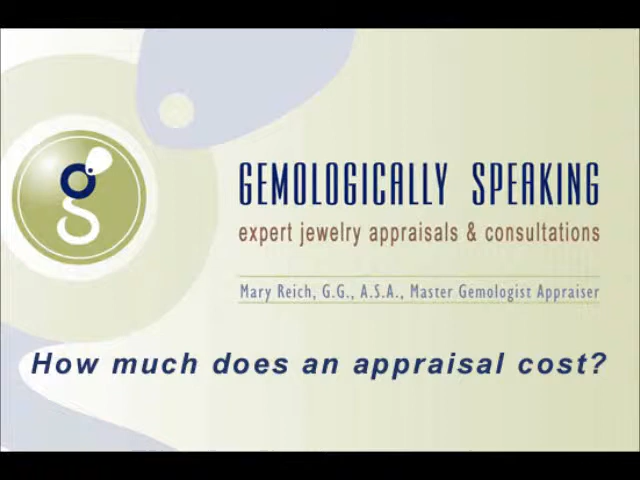 g
GEMOLOGICALLY SPEAKING
expert jewelry appraisals & consultations
Mary Reich, G.G., A.S.A., Master Gemologist Appraiser
How much does an appraisal cost?